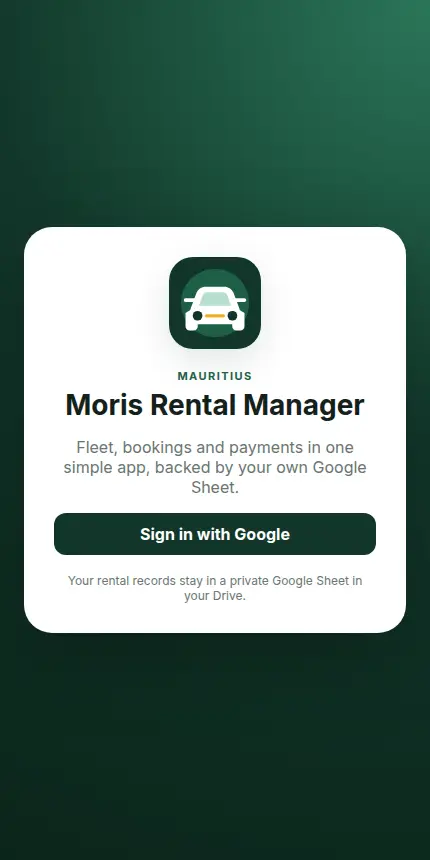 MAURITIUS
Moris Rental Manager
Fleet, bookings and payments in one
simple app, backed by your own Google
Sheet.
Sign in with Google
Your rental records stay in a private Google Sheet in
your Drive.